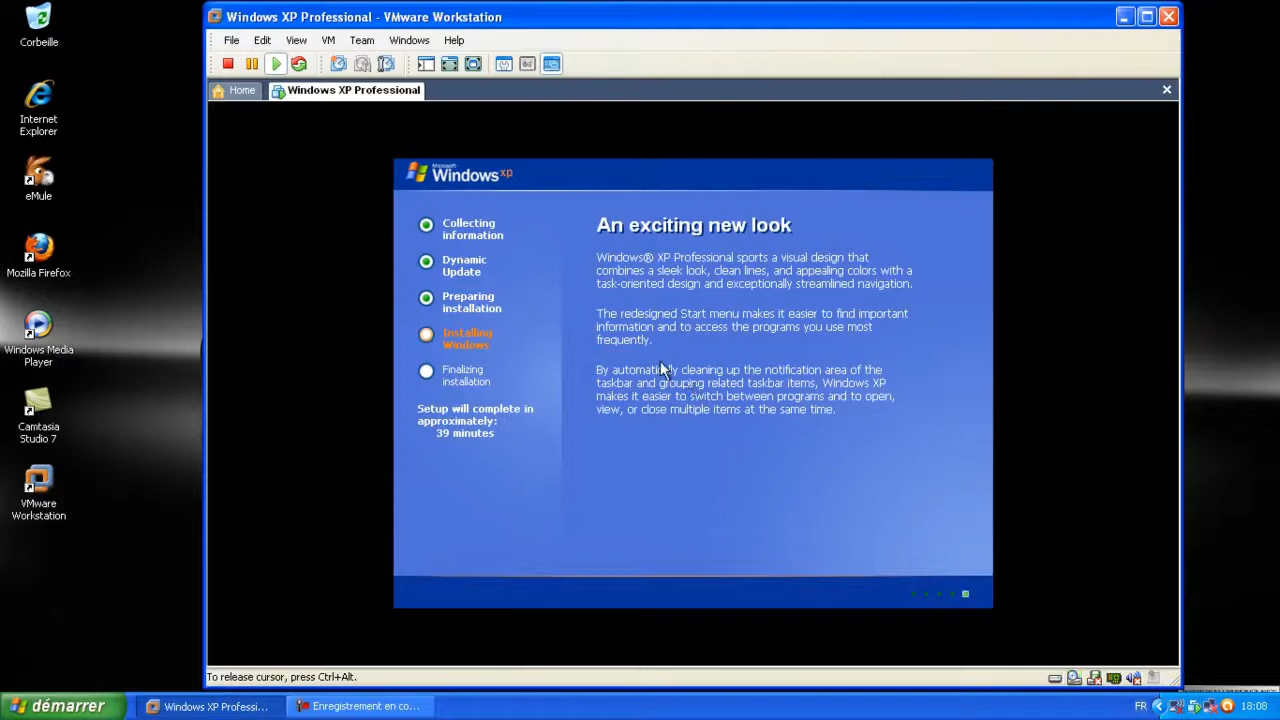 Corbeille
Internet
Explorer
eMule
Mozilla Firefox
Windows Media
Player
Camtasia
Studio 7
VMware
Workstation
Windows XP Professional - VMware Workstation
File Edit View VM Team Windows Help
Home
Windows XP Professional
Microsoft
Windows xp
Collecting
information
Dynamic
Update
Preparing
installation
Installing
Windows
Finalizing
installation
Setup will complete in
approximately:
39 minutes
An exciting new look
Windows® XP Professional sports a visual design that
combines a sleek look, clean lines, and appealing colors with a
task-oriented design and exceptionally streamlined navigation.
The redesigned Start menu makes it easier to find important
information and to access the programs you use most
frequently.
By automatically cleaning up the notification area of the
taskbar and grouping related taskbar items, Windows XP
makes it easier to switch between programs and to open,
view, or close multiple items at the same time.
To release cursor, press Ctrl+Alt.
démarrer
Windows XP Professi...
Enregistrement en co...
FR
18:08